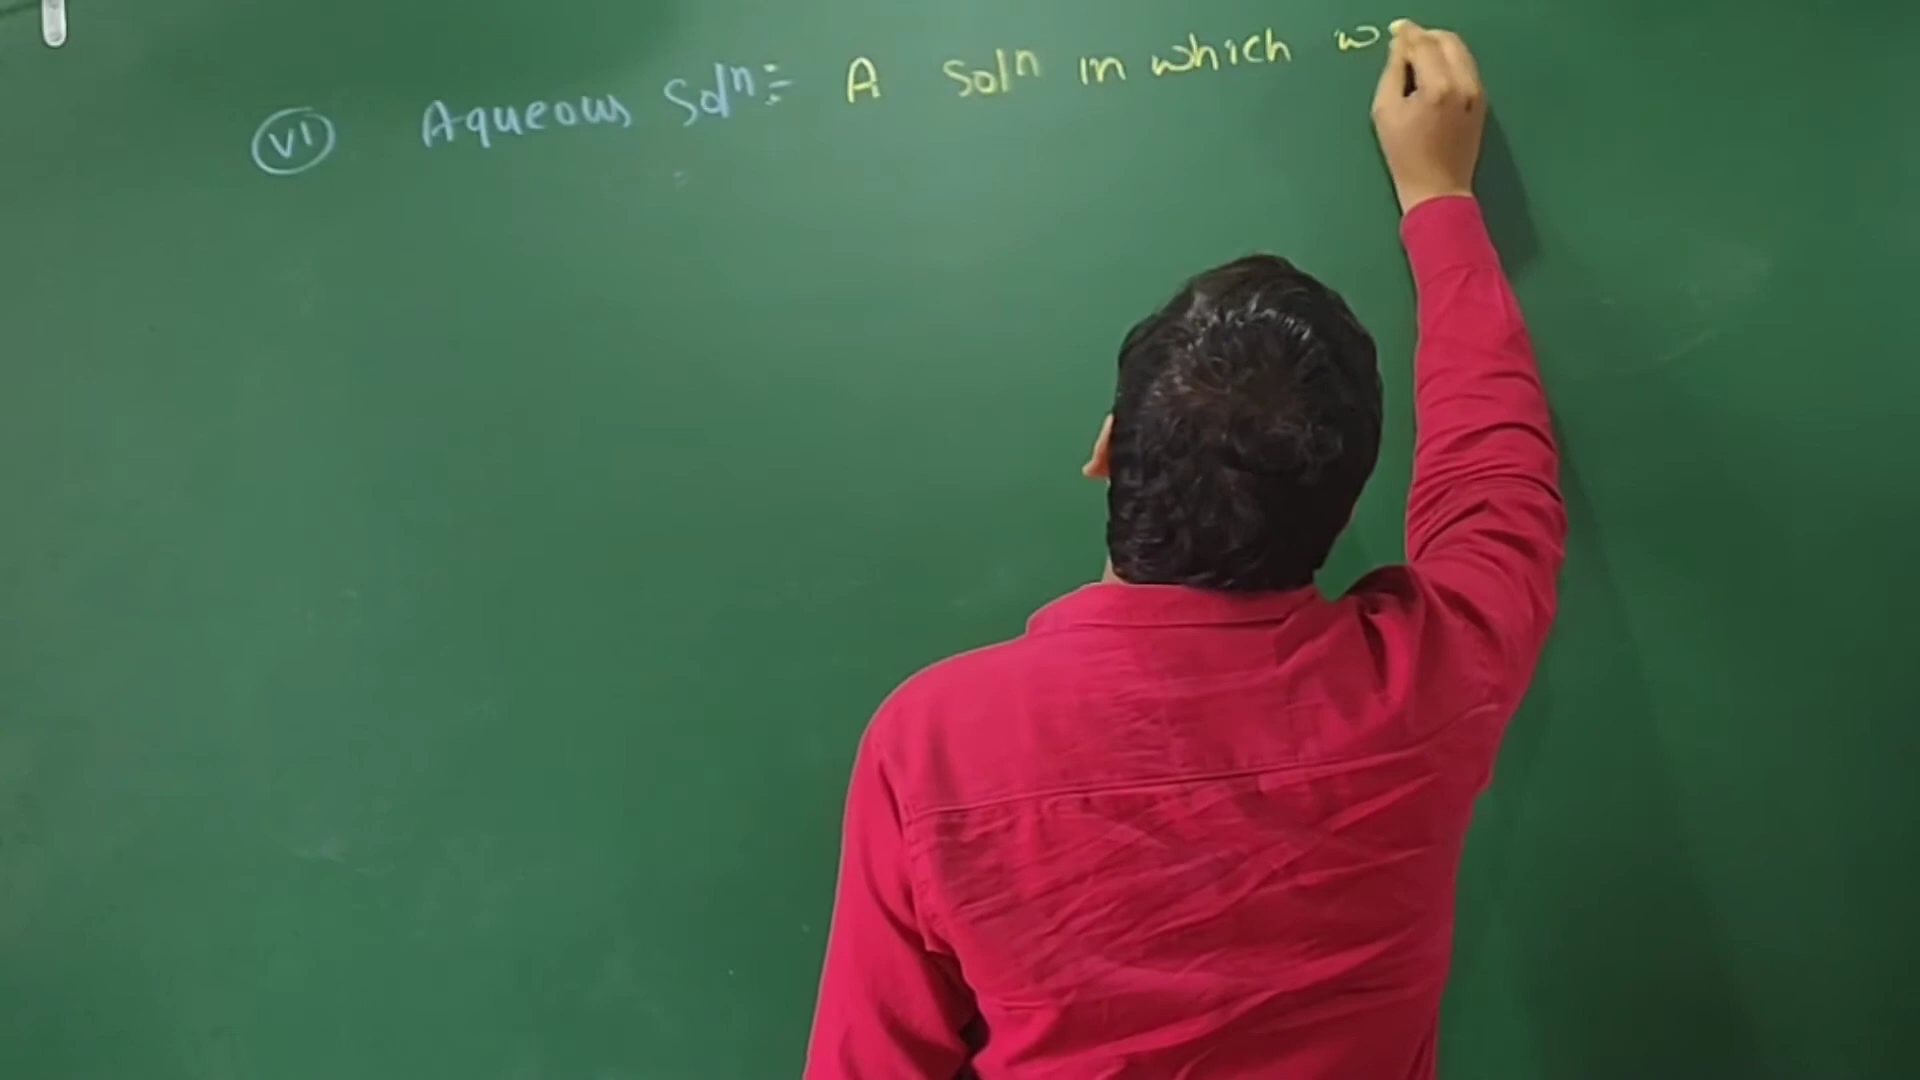 (VI) Aqueous Solⁿ:= A Solⁿ in which w